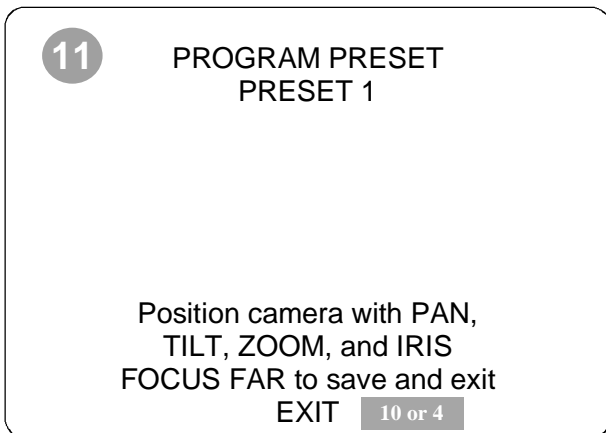 11
PROGRAM PRESET
PRESET 1
Position camera with PAN,
TILT, ZOOM, and IRIS
FOCUS FAR to save and exit
EXIT 10 or 4